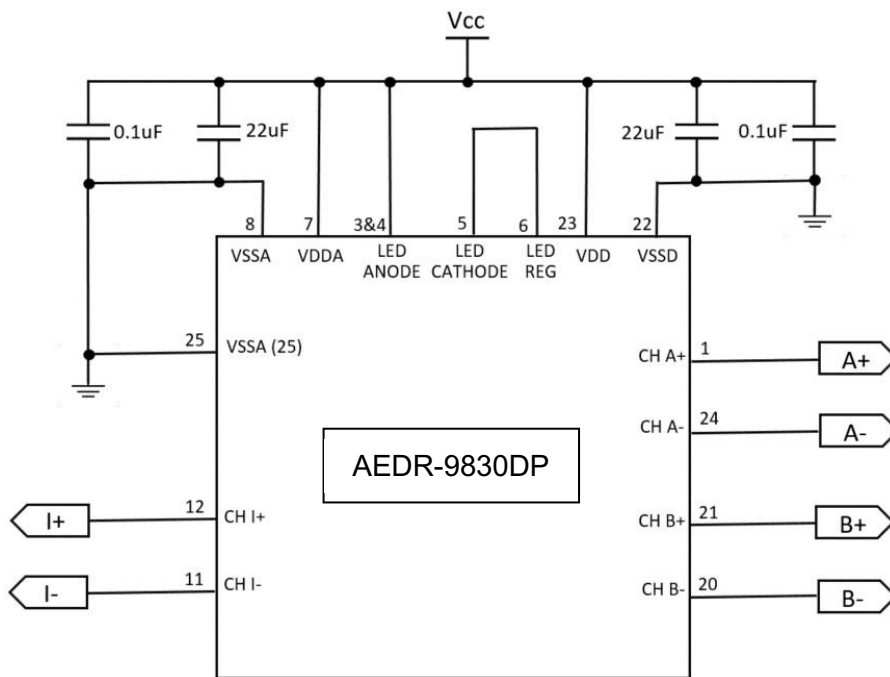 Vcc
0.1uF 22uF 22uF 0.1uF
8 7 3&4 5 6 23 22
VSSA VDDA LED ANODE LED CATHODE LED REG VDD VSSD
25 VSSA (25)
CH A+ 1 A+
CH A- 24 A-
AEDR-9830DP
I+ 12 CH I+
CH B+ 21 B+
I- 11 CH I-
CH B- 20 B-